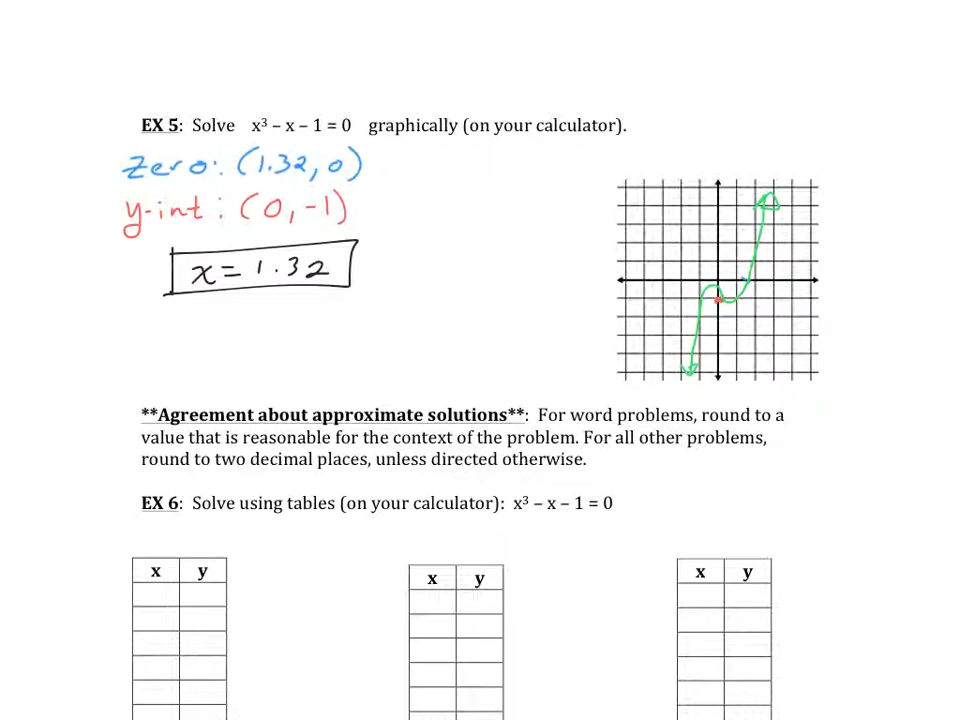 EX 5: Solve x³ – x – 1 = 0 graphically (on your calculator).
zero: (1.32, 0)
y-int: (0, -1)
x = 1.32
**Agreement about approximate solutions**: For word problems, round to a
value that is reasonable for the context of the problem. For all other problems,
round to two decimal places, unless directed otherwise.
EX 6: Solve using tables (on your calculator): x³ – x – 1 = 0
x y
x y
x y